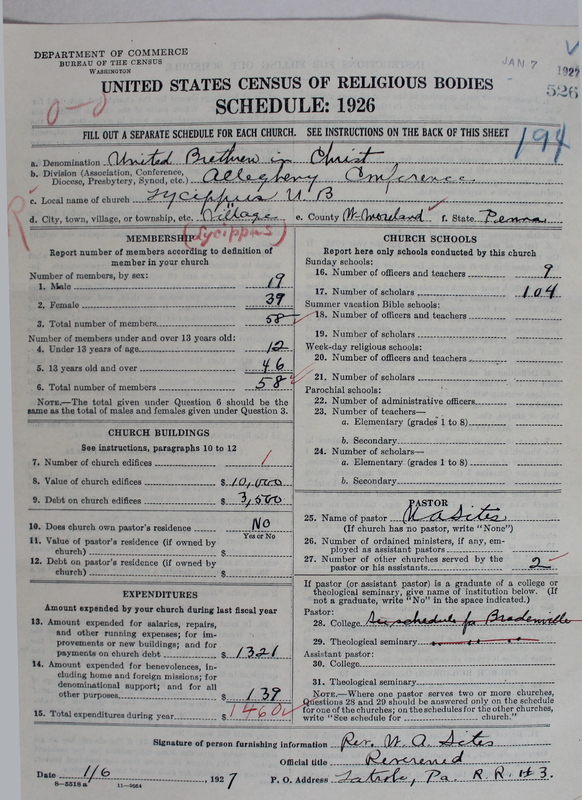 DEPARTMENT OF COMMERCE
BUREAU OF THE CENSUS
WASHINGTON
JAN 7 1927
526
UNITED STATES CENSUS OF RELIGIOUS BODIES
SCHEDULE: 1926
0-0
194
FILL OUT A SEPARATE SCHEDULE FOR EACH CHURCH. SEE INSTRUCTIONS ON THE BACK OF THIS SHEET
a. Denomination United Brethren in Christ
b. Division (Association, Conference, Diocese, Presbytery, Synod, etc.) Allegheny Conference
c. Local name of church Lycippus U. B
d. City, town, village, or township, etc. Village e. County W-moreland f. State Penna
R
(Lycippus)
MEMBERSHIP
Report number of members according to definition of
member in your church
Number of members, by sex:
1. Male 19
2. Female 39
3. Total number of members 58
Number of members under and over 13 years old:
4. Under 13 years of age 12
5. 13 years old and over 46
6. Total number of members 58
NOTE.—The total given under Question 6 should be the
same as the total of males and females given under Question 3.
CHURCH BUILDINGS
See instructions, paragraphs 10 to 12
7. Number of church edifices 1
8. Value of church edifices $ 10,000
9. Debt on church edifices $ 3,500
10. Does church own pastor's residence No
Yes or No
11. Value of pastor's residence (if owned by
church) $
12. Debt on pastor's residence (if owned by
church) $
EXPENDITURES
Amount expended by your church during last fiscal year
13. Amount expended for salaries, repairs,
and other running expenses; for im-
provements or new buildings; and for
payments on church debt $ 1321
14. Amount expended for benevolences, in-
cluding home and foreign missions; for
denominational support; and for all
other purposes $ 139
15. Total expenditures during year $ 1460
CHURCH SCHOOLS
Report here only schools conducted by this church
Sunday schools:
16. Number of officers and teachers 9
17. Number of scholars 104
Summer vacation Bible schools:
18. Number of officers and teachers
19. Number of scholars
Week-day religious schools:
20. Number of officers and teachers
21. Number of scholars
Parochial schools:
22. Number of administrative officers
23. Number of teachers—
a. Elementary (grades 1 to 8)
b. Secondary
24. Number of scholars—
a. Elementary (grades 1 to 8)
b. Secondary
PASTOR
25. Name of pastor W A Sites
(If church has no pastor, write "None")
26. Number of ordained ministers, if any, em-
ployed as assistant pastors
27. Number of other churches served by the
pastor or his assistants 2
If pastor (or assistant pastor) is a graduate of a college or
theological seminary, give name of institution below. (If
not a graduate, write "No" in the space indicated.)
Pastor:
28. College See schedule for Bradenville
29. Theological seminary
Assistant pastor:
30. College
31. Theological seminary
NOTE.—Where one pastor serves two or more churches,
Questions 28 and 29 should be answered only on the schedule
for one of the churches; on the schedules for the other churches,
write "See schedule for ______ church."
Signature of person furnishing information Rev. W. A. Sites
Official title Reverend
Date 1/6, 1927 P. O. Address Latrobe, Pa. R. R. # 3.
8—5518a 11—9564